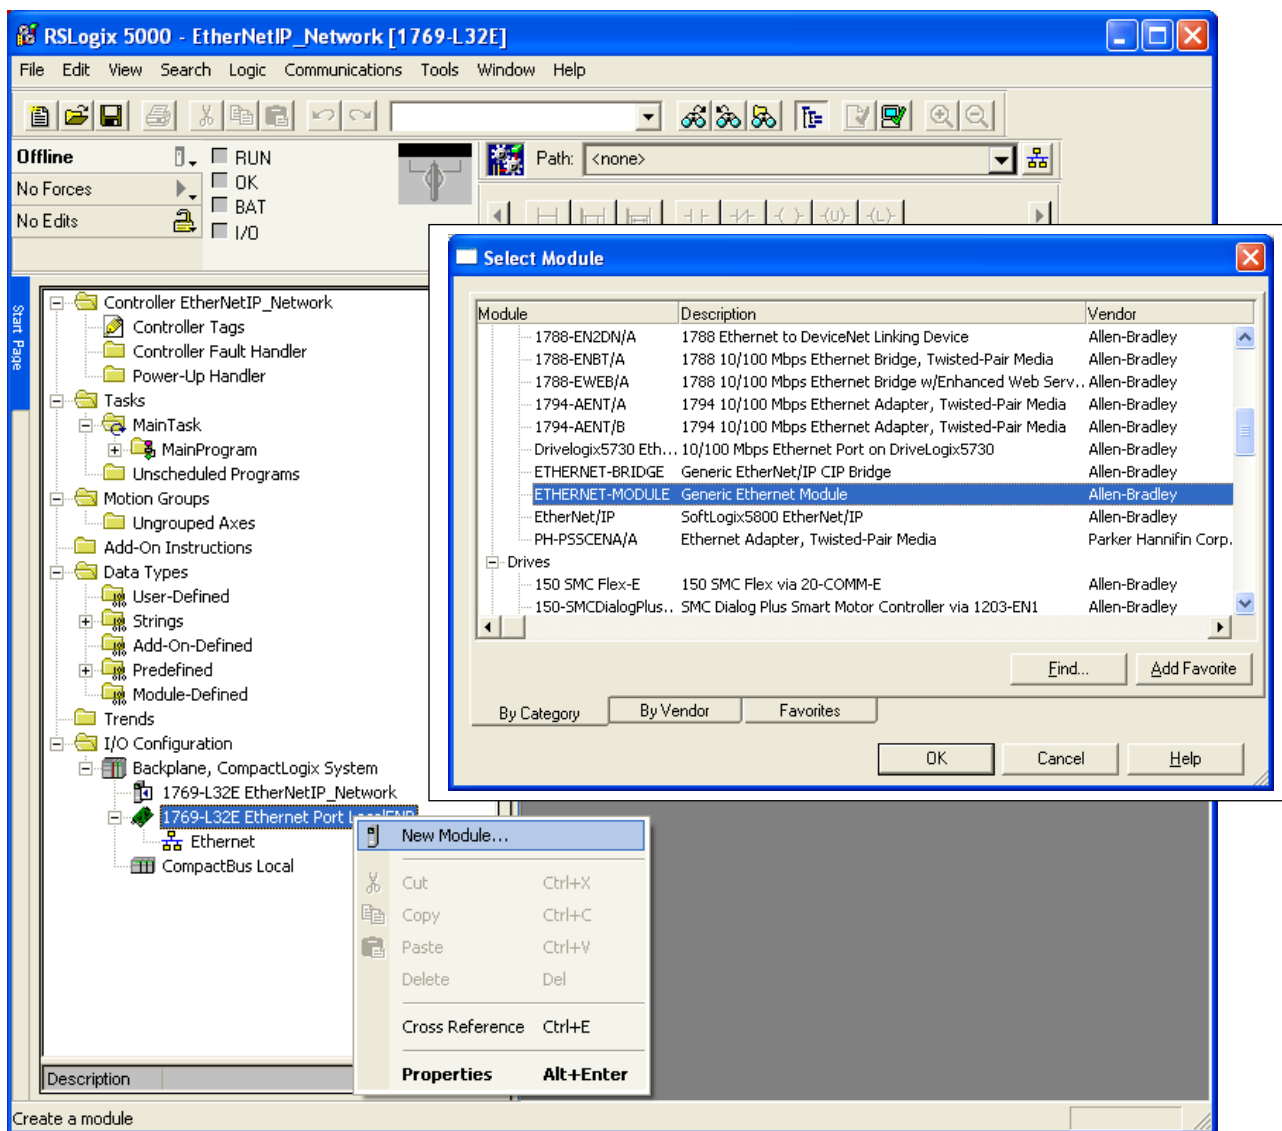 RSLogix 5000 - EtherNetIP_Network [1769-L32E]
File Edit View Search Logic Communications Tools Window Help
Offline
RUN
No Forces
OK
No Edits
BAT
I/O
Path: <none>
Start Page
Controller EtherNetIP_Network
Controller Tags
Controller Fault Handler
Power-Up Handler
Tasks
MainTask
MainProgram
Unscheduled Programs
Motion Groups
Ungrouped Axes
Add-On Instructions
Data Types
User-Defined
Strings
Add-On-Defined
Predefined
Module-Defined
Trends
I/O Configuration
Backplane, CompactLogix System
1769-L32E EtherNetIP_Network
1769-L32E Ethernet Port LocalENB
Ethernet
CompactBus Local
Description
Create a module
New Module...
Cut Ctrl+X
Copy Ctrl+C
Paste Ctrl+V
Delete Del
Cross Reference Ctrl+E
Properties Alt+Enter
Select Module
Module Description Vendor
1788-EN2DN/A 1788 Ethernet to DeviceNet Linking Device Allen-Bradley
1788-ENBT/A 1788 10/100 Mbps Ethernet Bridge, Twisted-Pair Media Allen-Bradley
1788-EWEB/A 1788 10/100 Mbps Ethernet Bridge w/Enhanced Web Serv.. Allen-Bradley
1794-AENT/A 1794 10/100 Mbps Ethernet Adapter, Twisted-Pair Media Allen-Bradley
1794-AENT/B 1794 10/100 Mbps Ethernet Adapter, Twisted-Pair Media Allen-Bradley
Drivelogix5730 Eth... 10/100 Mbps Ethernet Port on DriveLogix5730 Allen-Bradley
ETHERNET-BRIDGE Generic EtherNet/IP CIP Bridge Allen-Bradley
ETHERNET-MODULE Generic Ethernet Module Allen-Bradley
EtherNet/IP SoftLogix5800 EtherNet/IP Allen-Bradley
PH-PSSCENA/A Ethernet Adapter, Twisted-Pair Media Parker Hannifin Corp.
Drives
150 SMC Flex-E 150 SMC Flex via 20-COMM-E Allen-Bradley
150-SMCDialogPlus.. SMC Dialog Plus Smart Motor Controller via 1203-EN1 Allen-Bradley
Find... Add Favorite
By Category By Vendor Favorites
OK Cancel Help